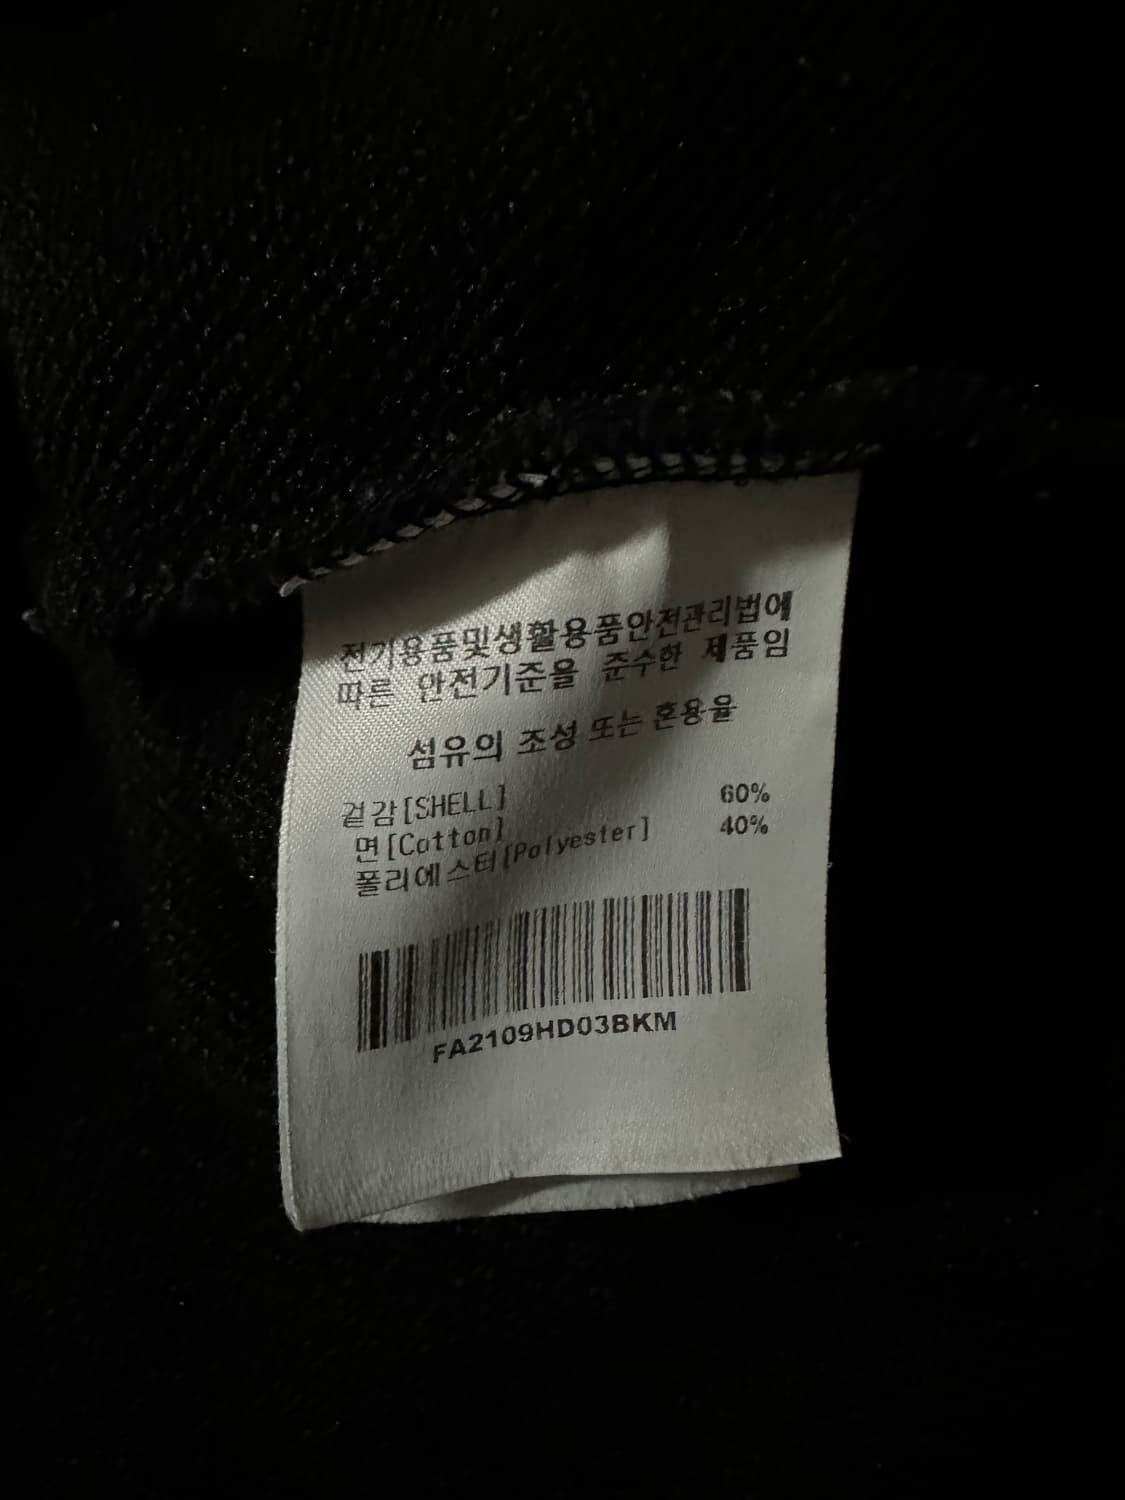 전기용품및생활용품안전관리법에
따른 안전기준을 준수한 제품임
섬유의 조성 또는 혼용율
겉감[SHELL]
면[Cotton] 60%
폴리에스터[Polyester] 40%
FA2109HD03BKM